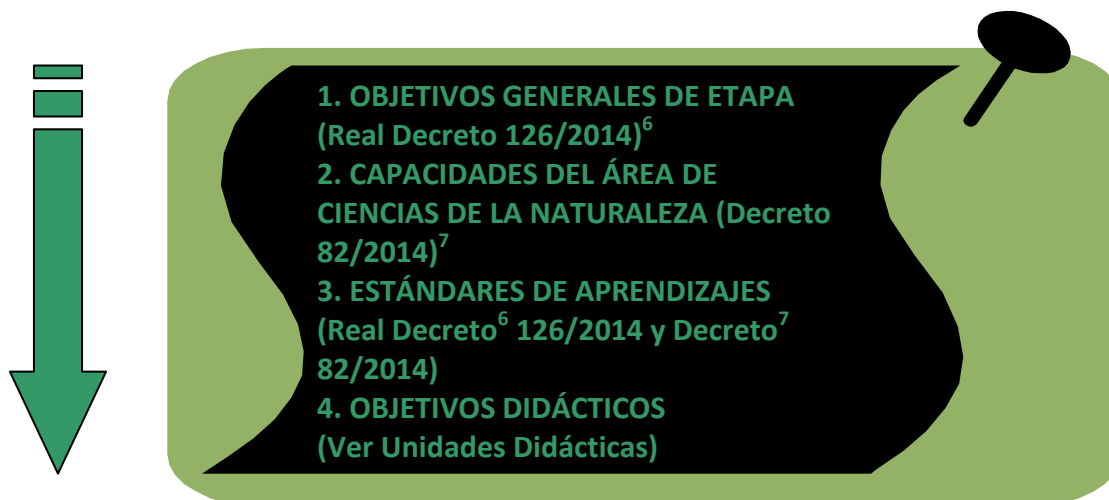 1. OBJETIVOS GENERALES DE ETAPA
(Real Decreto 126/2014)⁶
2. CAPACIDADES DEL ÁREA DE
CIENCIAS DE LA NATURALEZA (Decreto
82/2014)⁷
3. ESTÁNDARES DE APRENDIZAJES
(Real Decreto⁶ 126/2014 y Decreto⁷
82/2014)
4. OBJETIVOS DIDÁCTICOS
(Ver Unidades Didácticas)